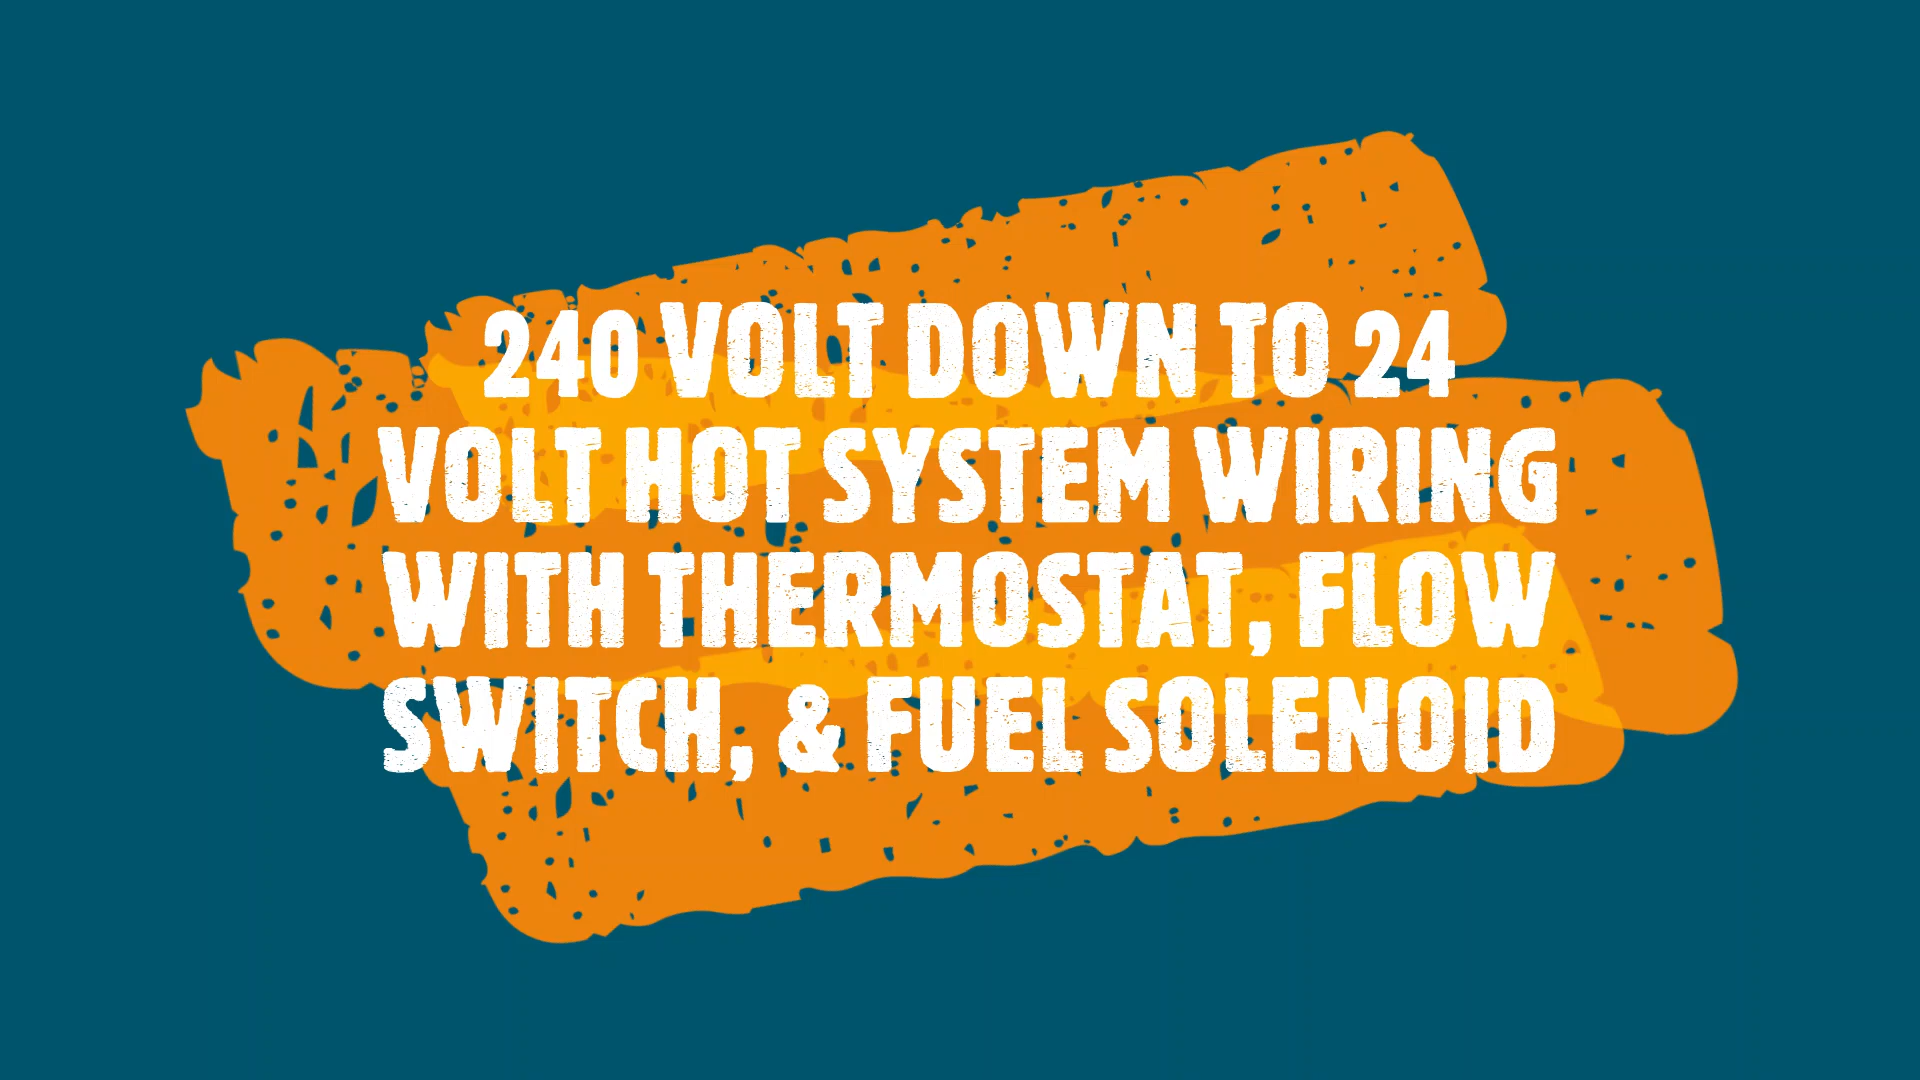 240 VOLT DOWN TO 24
VOLT HOT SYSTEM WIRING
WITH THERMOSTAT, FLOW
SWITCH, & FUEL SOLENOID